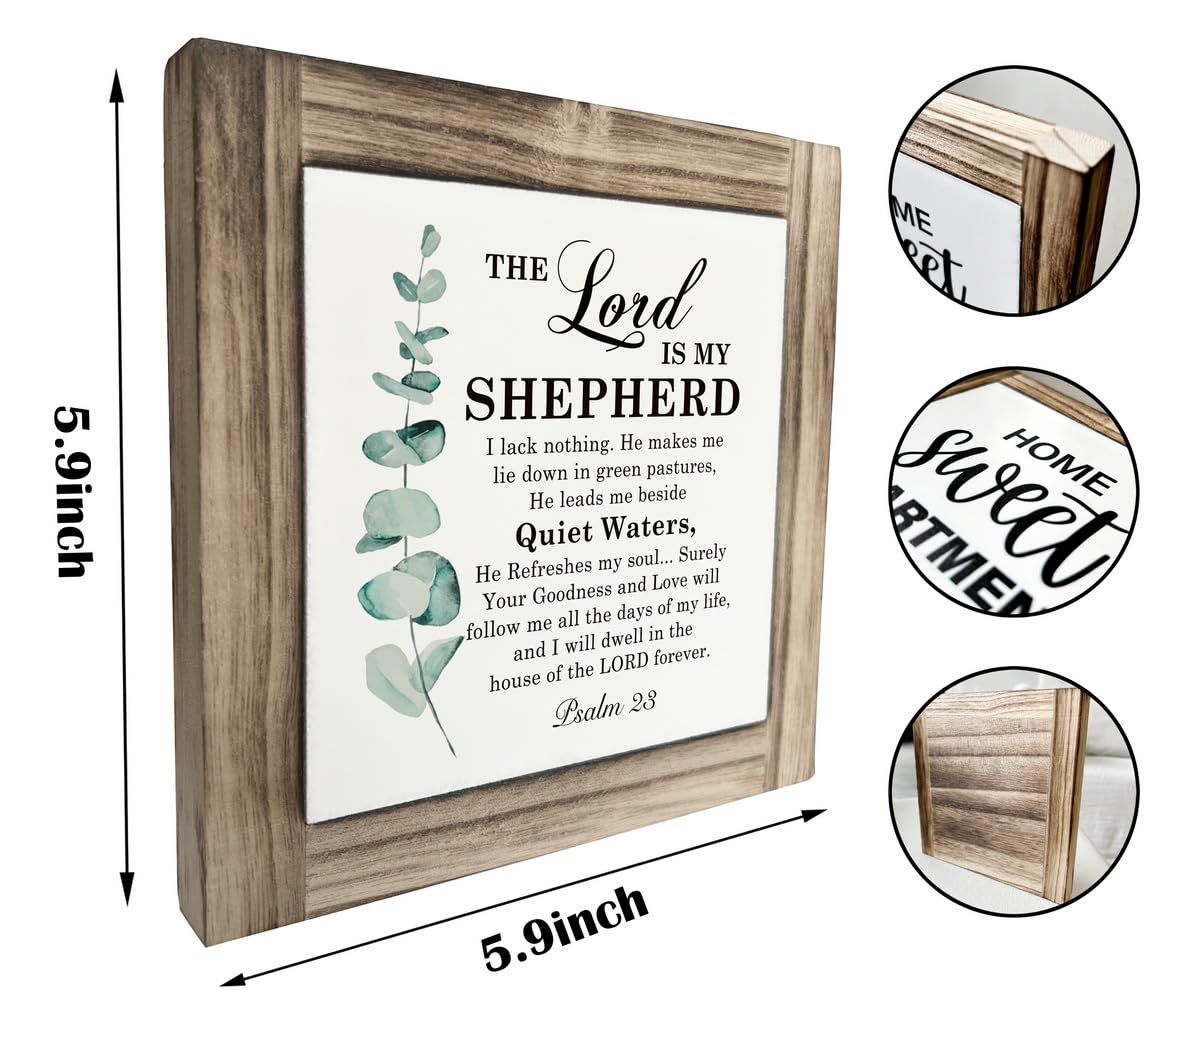 THE Lord
IS MY
SHEPHERD
I lack nothing. He makes me
lie down in green pastures,
He leads me beside
Quiet Waters,
He Refreshes my soul... Surely
Your Goodness and Love will
follow me all the days of my life,
and I will dwell in the
house of the LORD forever.
Psalm 23
5.9inch
5.9inch
ME
eet
HOME
sweet
ARTMEN